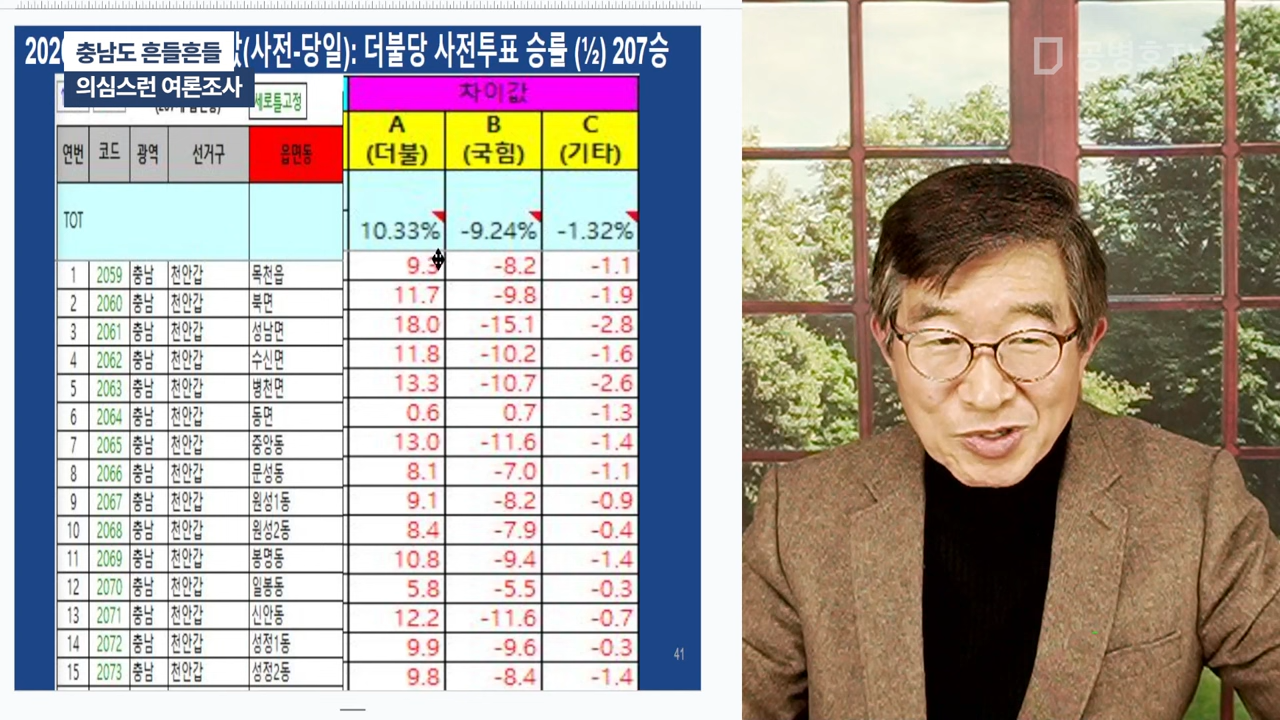 2020 값(사전-당일): 더불당 사전투표 승률 (½) 207승
충남도 흔들흔들
의심스런 여론조사
세로틀고정
차이값
연번 코드 광역 선거구 읍면동 A (더불) B (국힘) C (기타)
TOT 10.33% -9.24% -1.32%
1 2059 충남 천안갑 목천읍 9.3 -8.2 -1.1
2 2060 충남 천안갑 북면 11.7 -9.8 -1.9
3 2061 충남 천안갑 성남면 18.0 -15.1 -2.8
4 2062 충남 천안갑 수신면 11.8 -10.2 -1.6
5 2063 충남 천안갑 병천면 13.3 -10.7 -2.6
6 2064 충남 천안갑 동면 0.6 0.7 -1.3
7 2065 충남 천안갑 중앙동 13.0 -11.6 -1.4
8 2066 충남 천안갑 문성동 8.1 -7.0 -1.1
9 2067 충남 천안갑 원성1동 9.1 -8.2 -0.9
10 2068 충남 천안갑 원성2동 8.4 -7.9 -0.4
11 2069 충남 천안갑 봉명동 10.8 -9.4 -1.4
12 2070 충남 천안갑 일봉동 5.8 -5.5 -0.3
13 2071 충남 천안갑 신안동 12.2 -11.6 -0.7
14 2072 충남 천안갑 성정1동 9.9 -9.6 -0.3
15 2073 충남 천안갑 성정2동 9.8 -8.4 -1.4
41